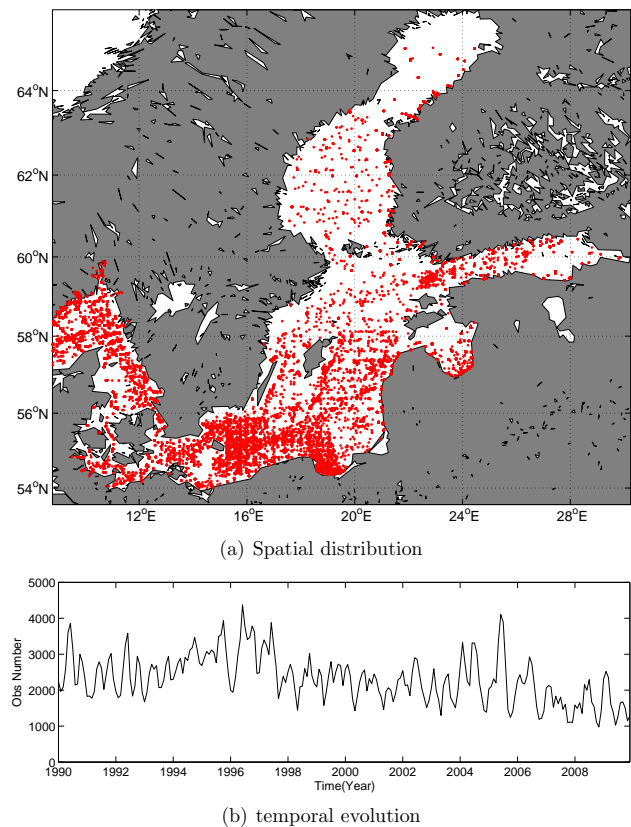 64°N
62°N
60°N
58°N
56°N
54°N
12°E 16°E 20°E 24°E 28°E
(a) Spatial distribution
5000
4000
3000
2000
1000
0
Obs Number
1990 1992 1994 1996 1998 2000 2002 2004 2006 2008
Time(Year)
(b) temporal evolution